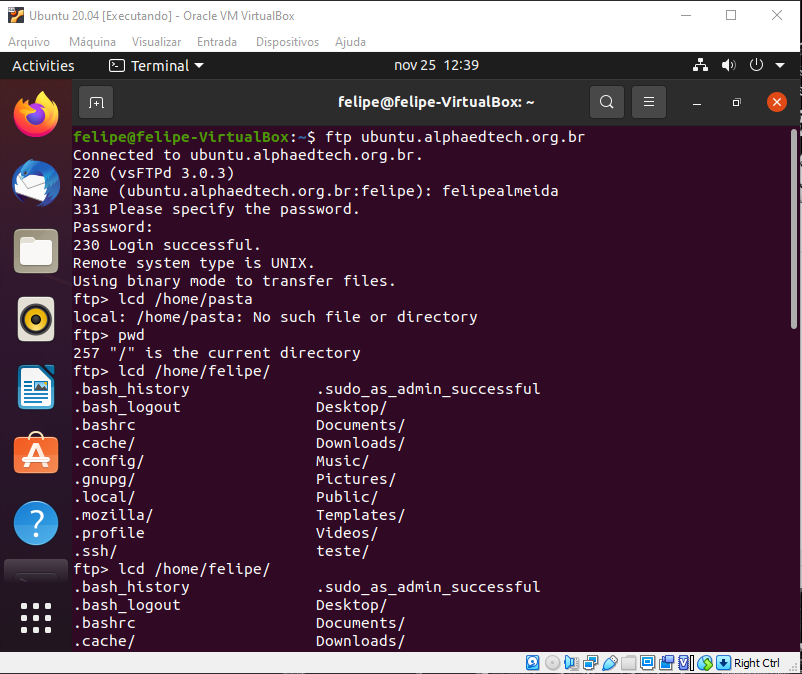 Ubuntu 20.04 [Executando] - Oracle VM VirtualBox
Arquivo Máquina Visualizar Entrada Dispositivos Ajuda
Activities Terminal nov 25 12:39
felipe@felipe-VirtualBox: ~
felipe@felipe-VirtualBox:~$ ftp ubuntu.alphaedtech.org.br
Connected to ubuntu.alphaedtech.org.br.
220 (vsFTPd 3.0.3)
Name (ubuntu.alphaedtech.org.br:felipe): felipealmeida
331 Please specify the password.
Password:
230 Login successful.
Remote system type is UNIX.
Using binary mode to transfer files.
ftp> lcd /home/pasta
local: /home/pasta: No such file or directory
ftp> pwd
257 "/" is the current directory
ftp> lcd /home/felipe/
.bash_history .sudo_as_admin_successful
.bash_logout Desktop/
.bashrc Documents/
.cache/ Downloads/
.config/ Music/
.gnupg/ Pictures/
.local/ Public/
.mozilla/ Templates/
.profile Videos/
.ssh/ teste/
ftp> lcd /home/felipe/
.bash_history .sudo_as_admin_successful
.bash_logout Desktop/
.bashrc Documents/
.cache/ Downloads/
Right Ctrl